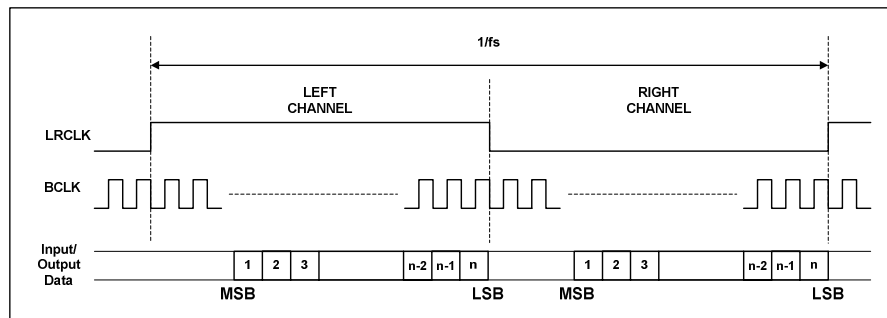 1/fs
LEFT
CHANNEL
RIGHT
CHANNEL
LRCLK
BCLK
Input/
Output
Data
1 2 3 n-2 n-1 n 1 2 3 n-2 n-1 n
MSB LSB MSB LSB